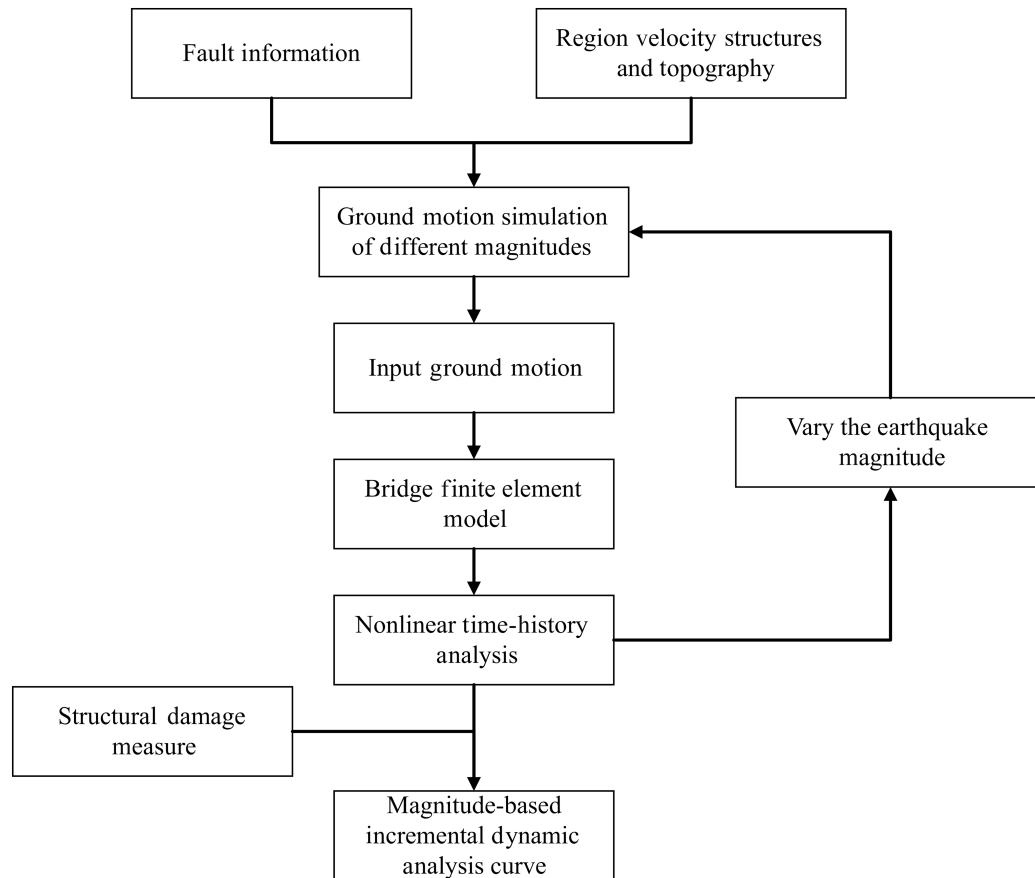 Fault information
Region velocity structures
and topography
Ground motion simulation
of different magnitudes
Input ground motion
Vary the earthquake
magnitude
Bridge finite element
model
Nonlinear time-history
analysis
Structural damage
measure
Magnitude-based
incremental dynamic
analysis curve